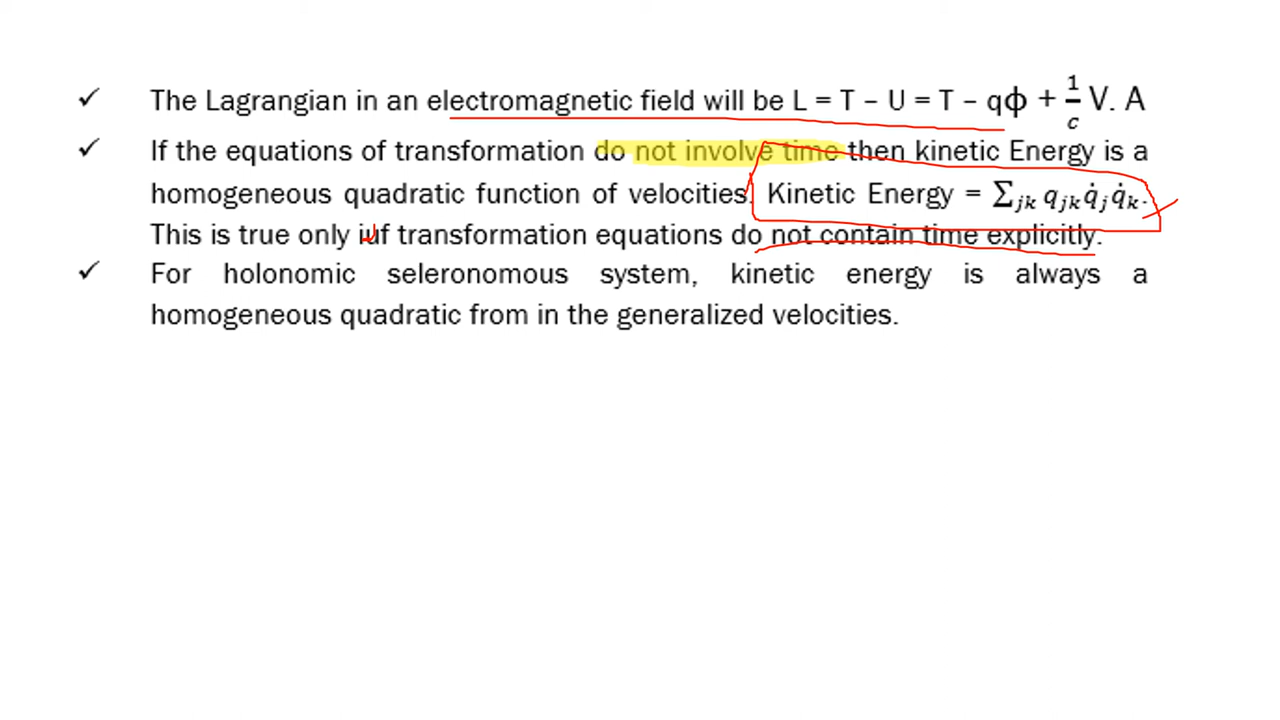 ✓ The Lagrangian in an electromagnetic field will be L = T – U = T – qϕ + 1/c V. A
✓ If the equations of transformation do not involve time then kinetic Energy is a
homogeneous quadratic function of velocities. Kinetic Energy = ∑jk qjk q̇j q̇k.
This is true only iuf transformation equations do not contain time explicitly.
✓ For holonomic seleronomous system, kinetic energy is always a
homogeneous quadratic from in the generalized velocities.